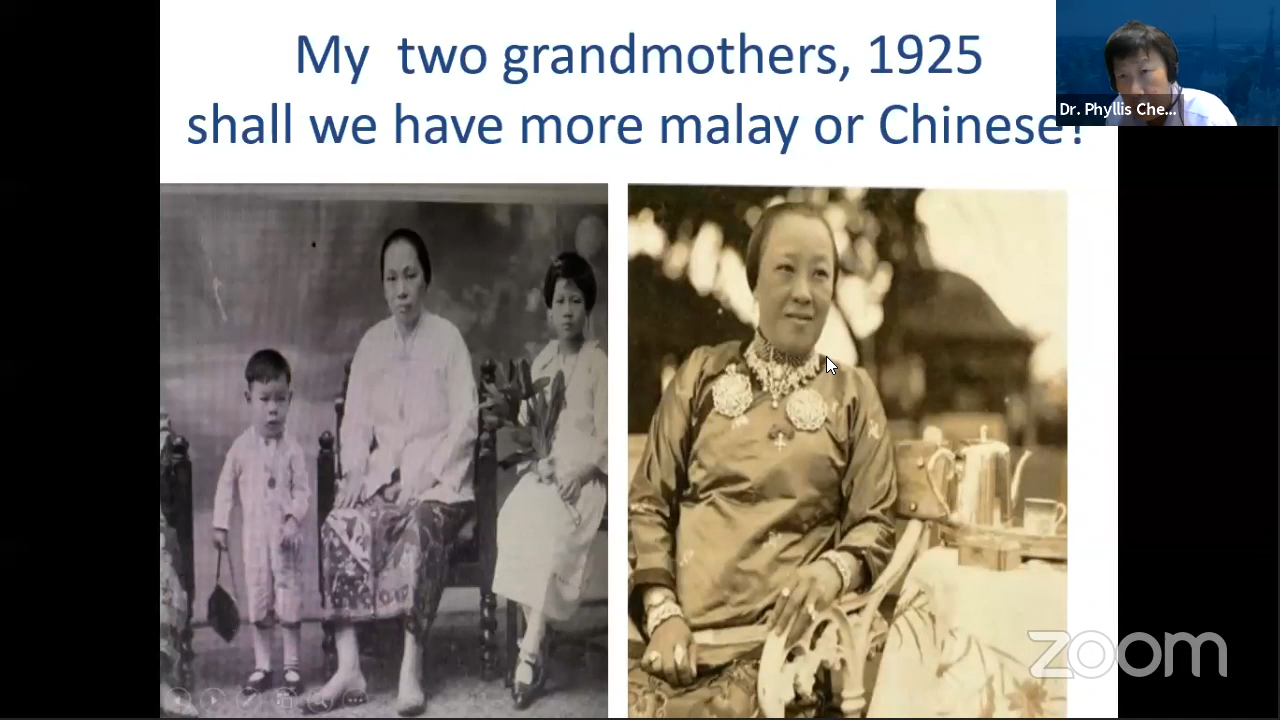 My two grandmothers, 1925
shall we have more malay or Chinese?
Dr. Phyllis Che...
zoom